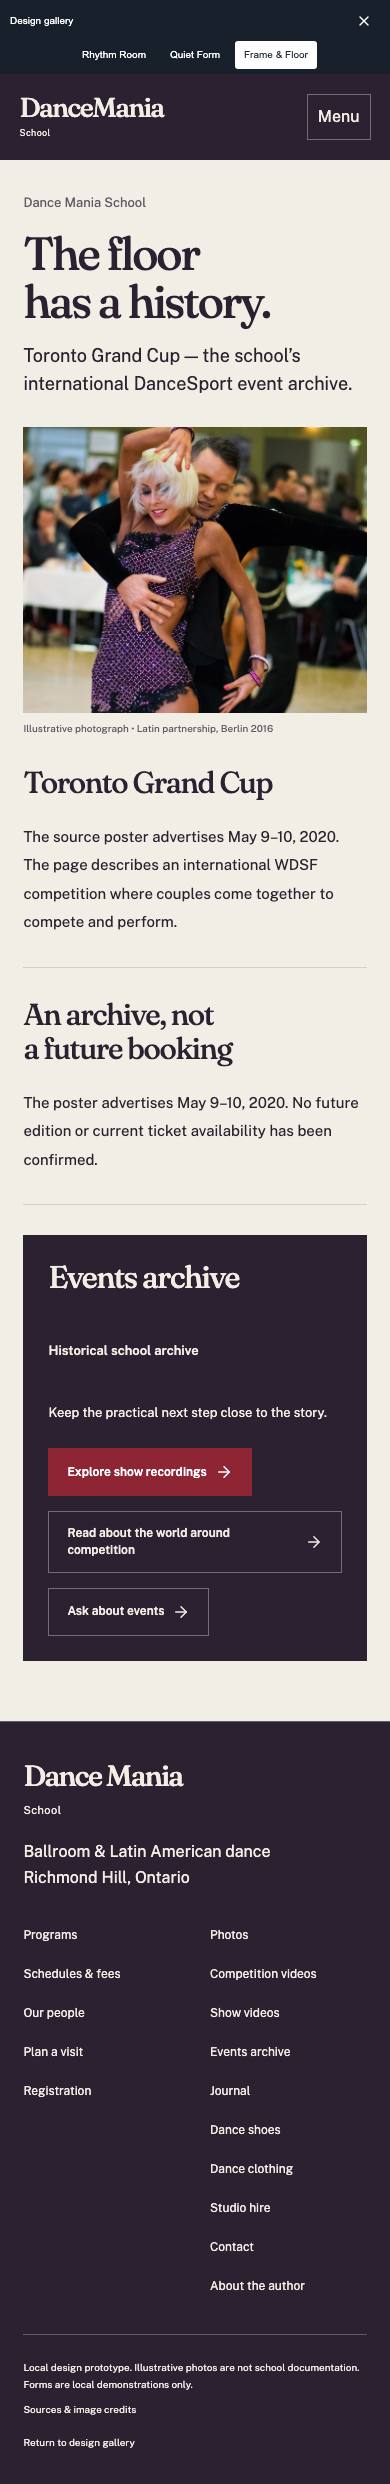 Design gallery
Rhythm Room Quiet Form Frame & Floor
DanceMania
School
Menu
Dance Mania School
The floor
has a history.
Toronto Grand Cup — the school’s
international DanceSport event archive.
Illustrative photograph • Latin partnership, Berlin 2016
Toronto Grand Cup
The source poster advertises May 9–10, 2020.
The page describes an international WDSF
competition where couples come together to
compete and perform.
An archive, not
a future booking
The poster advertises May 9–10, 2020. No future
edition or current ticket availability has been
confirmed.
Events archive
Historical school archive
Keep the practical next step close to the story.
Explore show recordings
Read about the world around
competition
Ask about events
Dance Mania
School
Ballroom & Latin American dance
Richmond Hill, Ontario
Programs
Schedules & fees
Our people
Plan a visit
Registration
Photos
Competition videos
Show videos
Events archive
Journal
Dance shoes
Dance clothing
Studio hire
Contact
About the author
Local design prototype. Illustrative photos are not school documentation.
Forms are local demonstrations only.
Sources & image credits
Return to design gallery